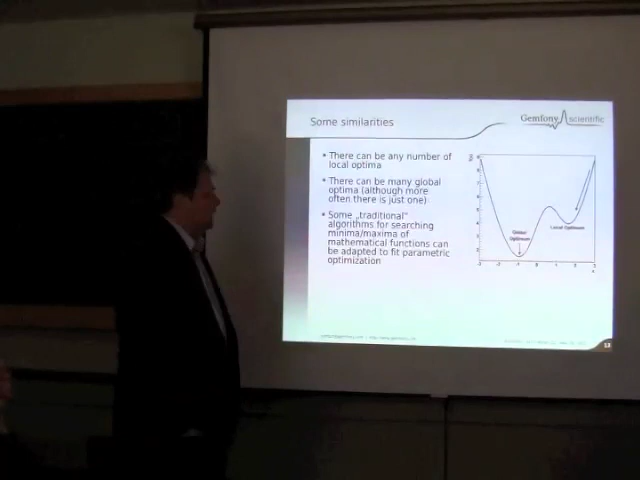 Some similarities
Gemfony scientific
• There can be any number of
local optima
• There can be many global
optima (although more
often there is just one)
• Some „traditional“
algorithms for searching
minima/maxima of
mathematical functions can
be adapted to fit parametric
optimization
Global
Optimum
Local Optimum
13